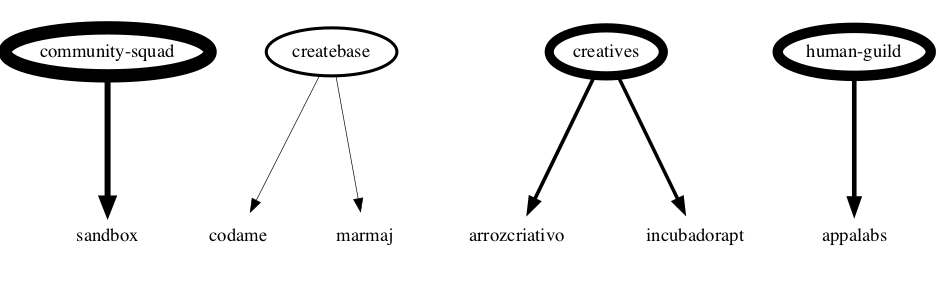 community-squad
createbase
creatives
human-guild
sandbox
codame
marmaj
arrozcriativo
incubadorapt
appalabs